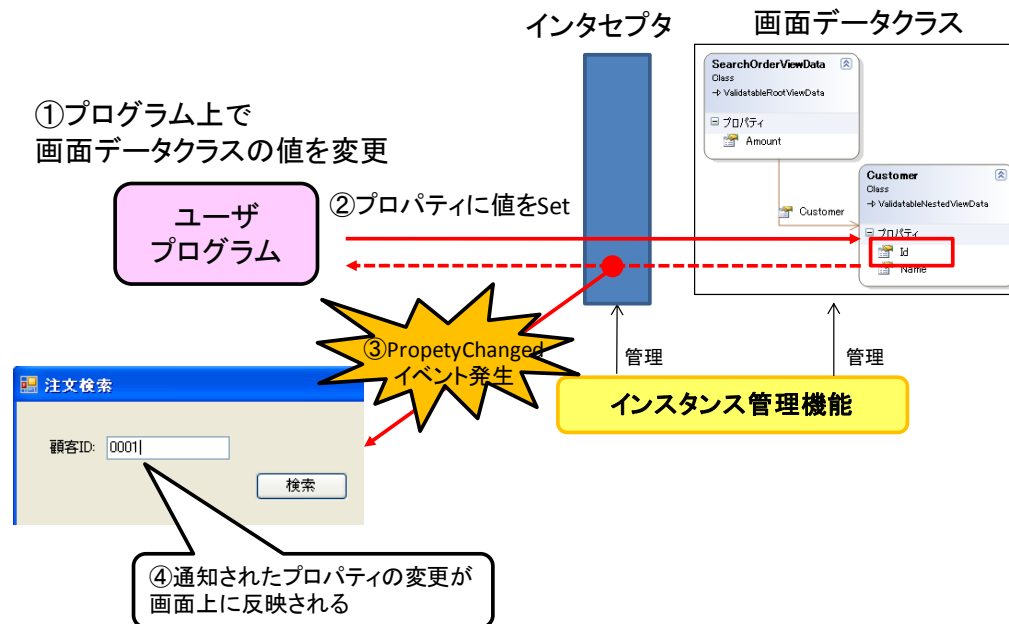 インタセプタ
画面データクラス
SearchOrderViewData
Class
→ ValidatableRootViewData
プロパティ
Amount
Customer
Customer
Class
→ ValidatableNestedViewData
プロパティ
Id
Name
①プログラム上で
画面データクラスの値を変更
ユーザ
プログラム
②プロパティに値をSet
③PropetyChanged
イベント発生
管理
管理
インスタンス管理機能
注文検索
顧客ID: 0001
検索
④通知されたプロパティの変更が
画面上に反映される